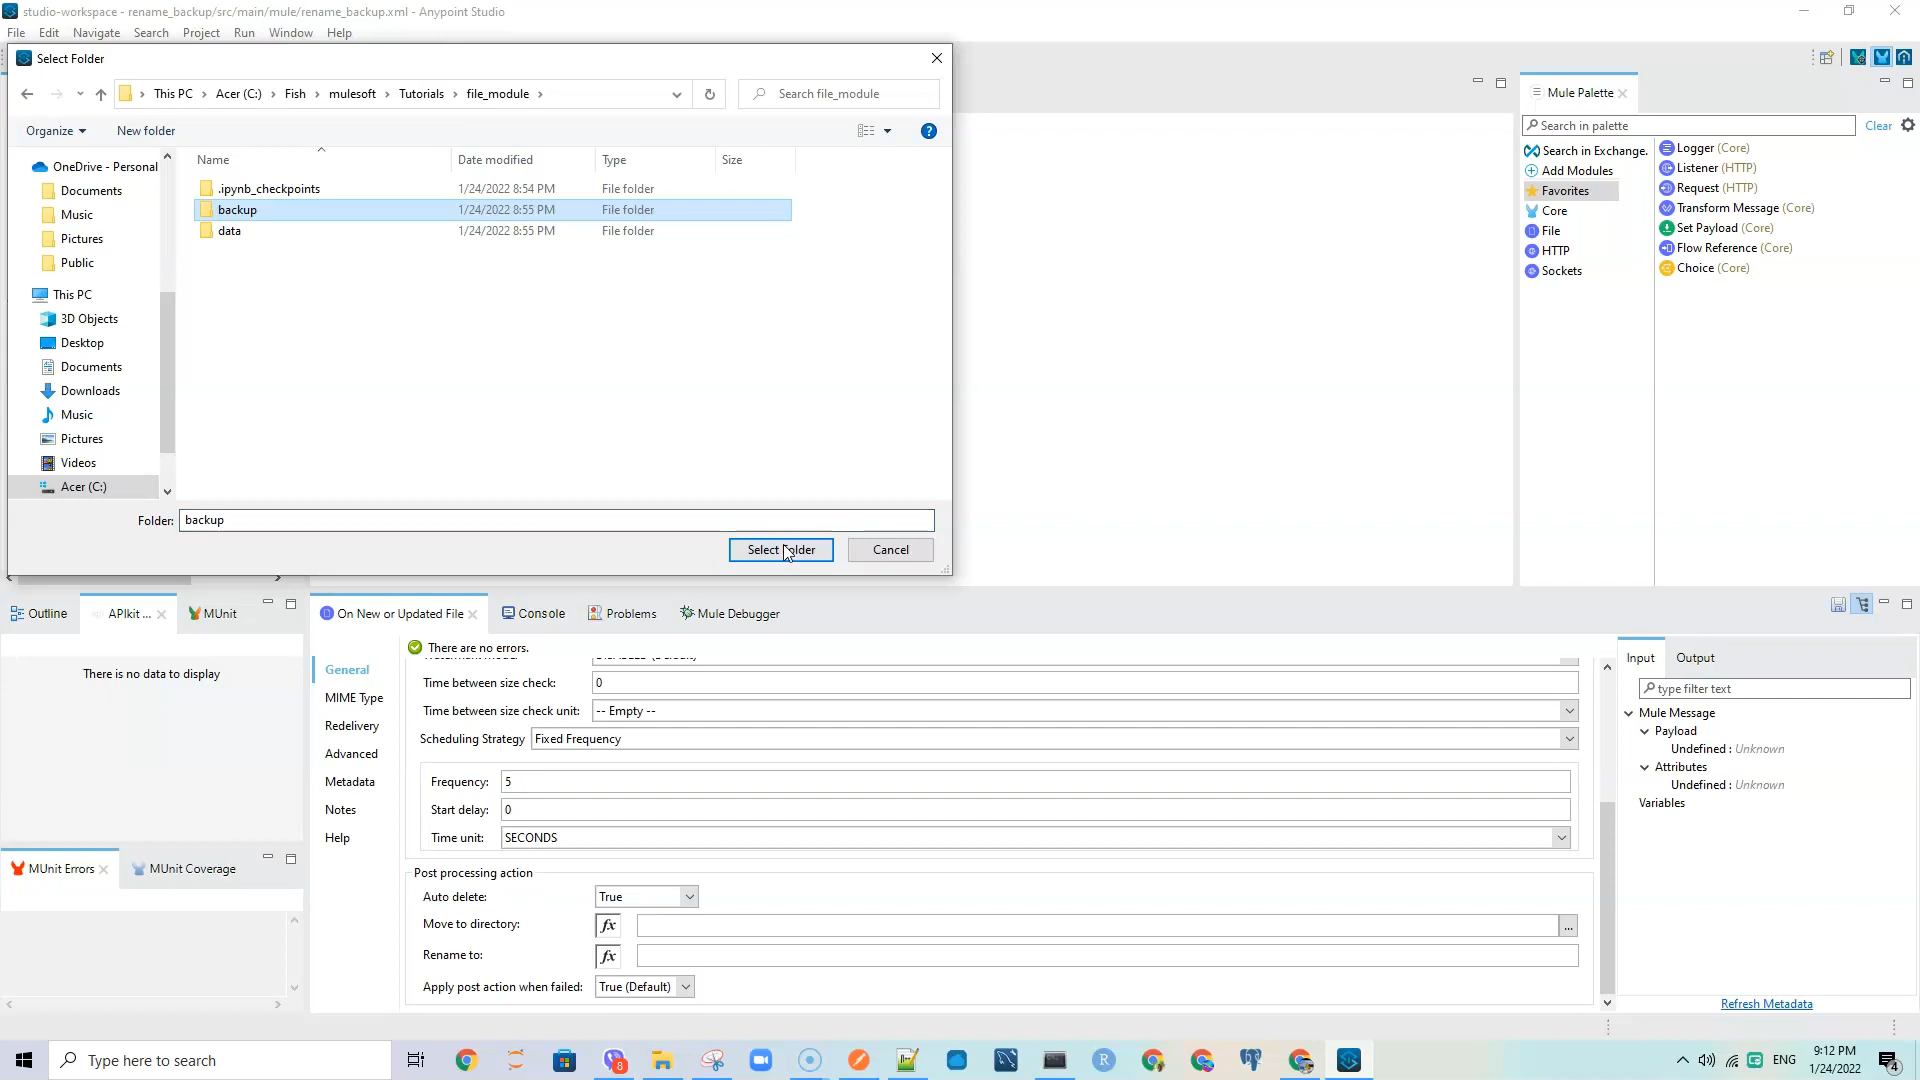 studio-workspace - rename_backup/src/main/mule/rename_backup.xml - Anypoint Studio
File Edit Navigate Search Project Run Window Help
Select Folder
This PC > Acer (C:) > Fish > mulesoft > Tutorials > file_module >
Search file_module
Organize New folder
Name Date modified Type Size
.ipynb_checkpoints 1/24/2022 8:54 PM File folder
backup 1/24/2022 8:55 PM File folder
data 1/24/2022 8:55 PM File folder
OneDrive - Personal
Documents
Music
Pictures
Public
This PC
3D Objects
Desktop
Documents
Downloads
Music
Pictures
Videos
Acer (C:)
Folder: backup
Select Folder Cancel
Mule Palette
Search in palette Clear
Search in Exchange.
Add Modules
Favorites
Core
File
HTTP
Sockets
Logger (Core)
Listener (HTTP)
Request (HTTP)
Transform Message (Core)
Set Payload (Core)
Flow Reference (Core)
Choice (Core)
Outline APIkit ... MUnit
There is no data to display
MUnit Errors MUnit Coverage
On New or Updated File Console Problems Mule Debugger
There are no errors.
General
MIME Type
Redelivery
Advanced
Metadata
Notes
Help
Time between size check: 0
Time between size check unit: -- Empty --
Scheduling Strategy Fixed Frequency
Frequency: 5
Start delay: 0
Time unit: SECONDS
Post processing action
Auto delete: True
Move to directory: fx ...
Rename to: fx
Apply post action when failed: True (Default)
Input Output
type filter text
Mule Message
Payload
Undefined : Unknown
Attributes
Undefined : Unknown
Variables
Refresh Metadata
Type here to search
8
R
ENG
9:12 PM
1/24/2022
4